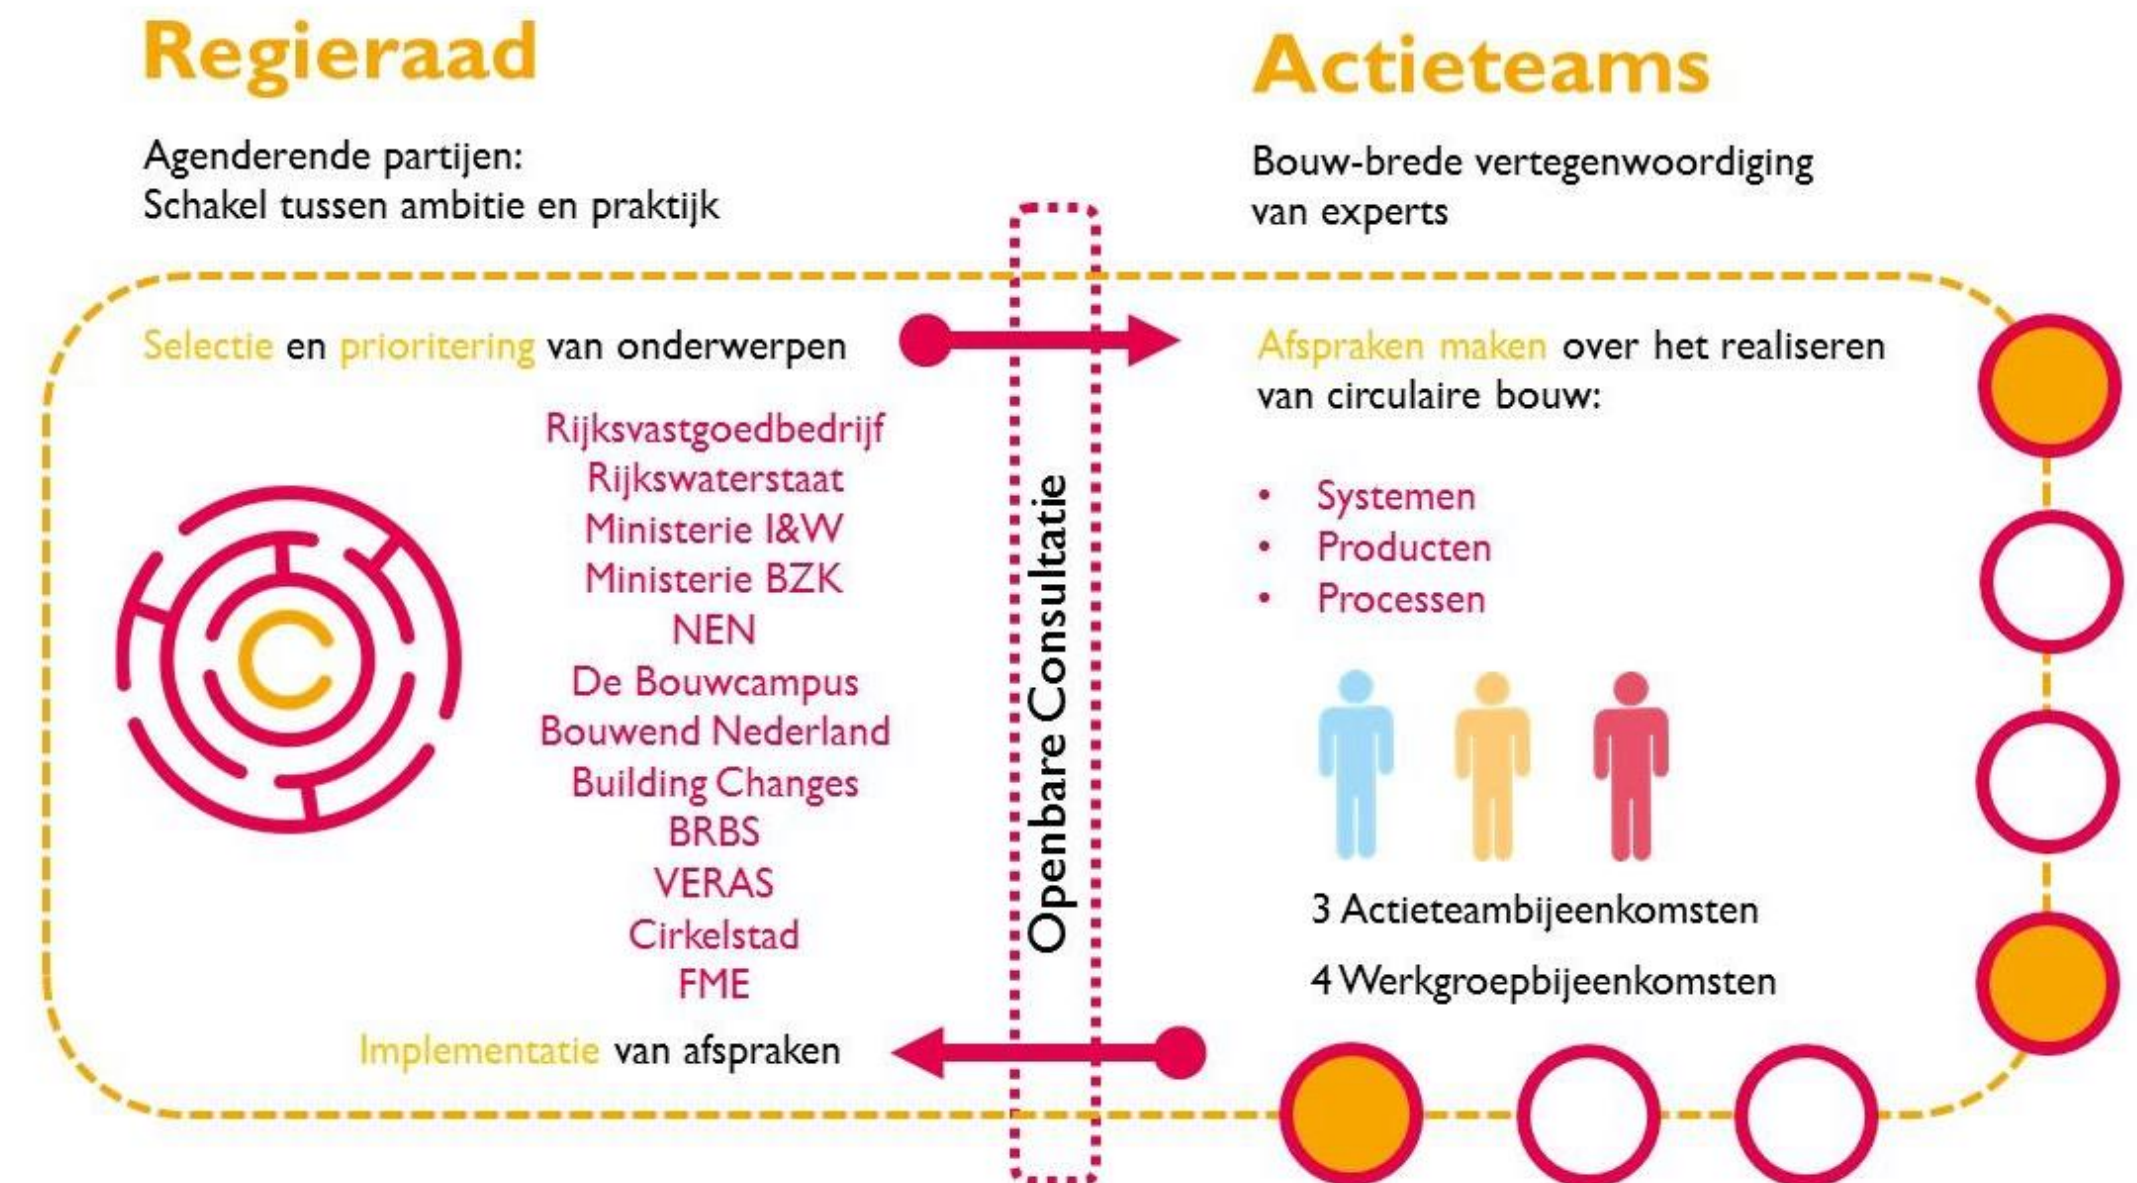 Regieraad
Agenderende partijen:
Schakel tussen ambitie en praktijk
Selectie en prioritering van onderwerpen
Rijksvastgoedbedrijf
Rijkswaterstaat
Ministerie I&W
Ministerie BZK
NEN
De Bouwcampus
Bouwend Nederland
Building Changes
BRBS
VERAS
Cirkelstad
FME
Implementatie van afspraken
Openbare Consultatie
Actieteams
Bouw-brede vertegenwoordiging
van experts
Afspraken maken over het realiseren
van circulaire bouw:
• Systemen
• Producten
• Processen
3 Actieteambijeenkomsten
4 Werkgroepbijeenkomsten